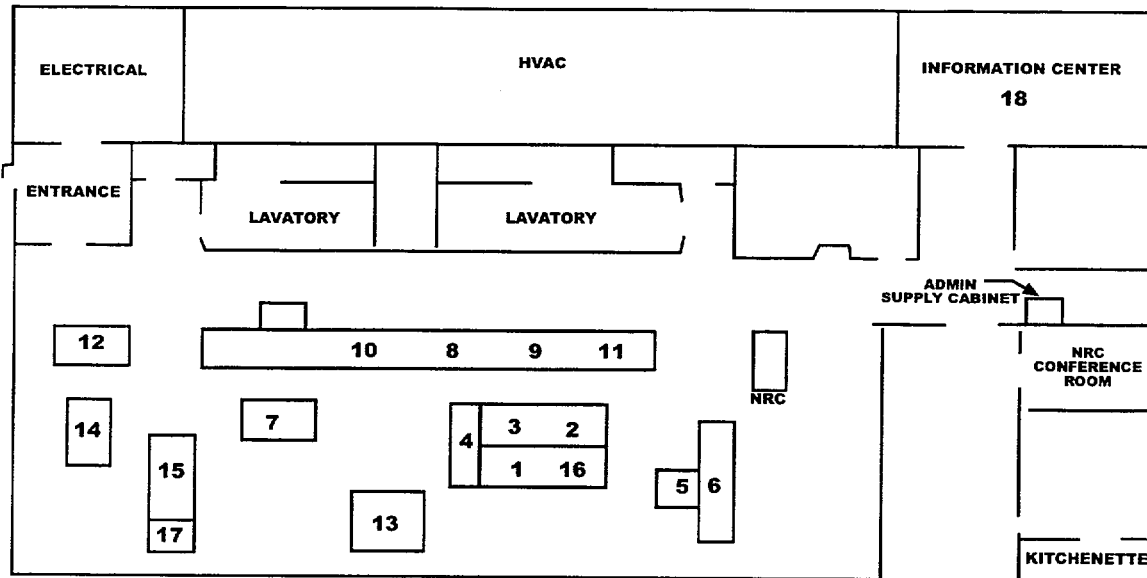 ELECTRICAL
HVAC
INFORMATION CENTER
18
ENTRANCE
LAVATORY
LAVATORY
ADMIN
SUPPLY CABINET
12
10 8 9 11
NRC
CONFERENCE
ROOM
NRC
14
7
4
3 2
1 16
15
5 6
13
17
KITCHENETTE